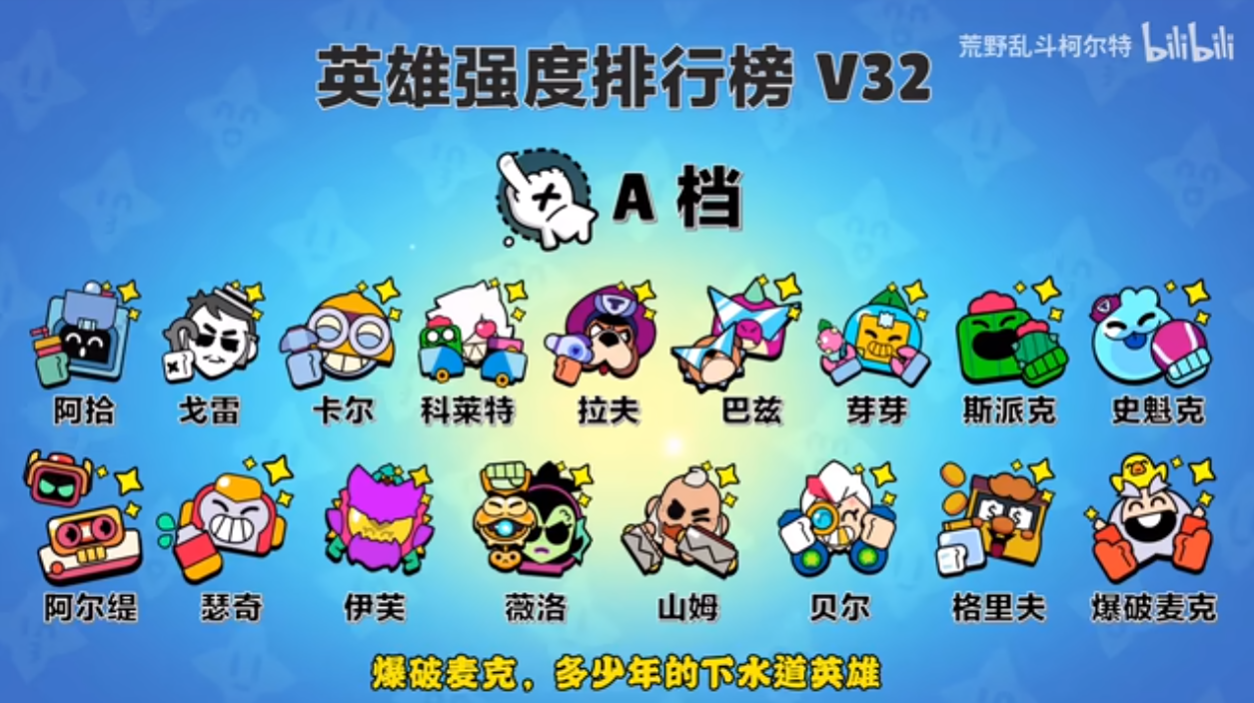 荒野乱斗柯尔特 bilibili
英雄强度排行榜 V32
A 档
阿拾 戈雷 卡尔 科莱特 拉夫 巴兹 芽芽 斯派克 史魁克
阿尔缇 瑟奇 伊芙 薇洛 山姆 贝尔 格里夫 爆破麦克
爆破麦克，多少年的下水道英雄